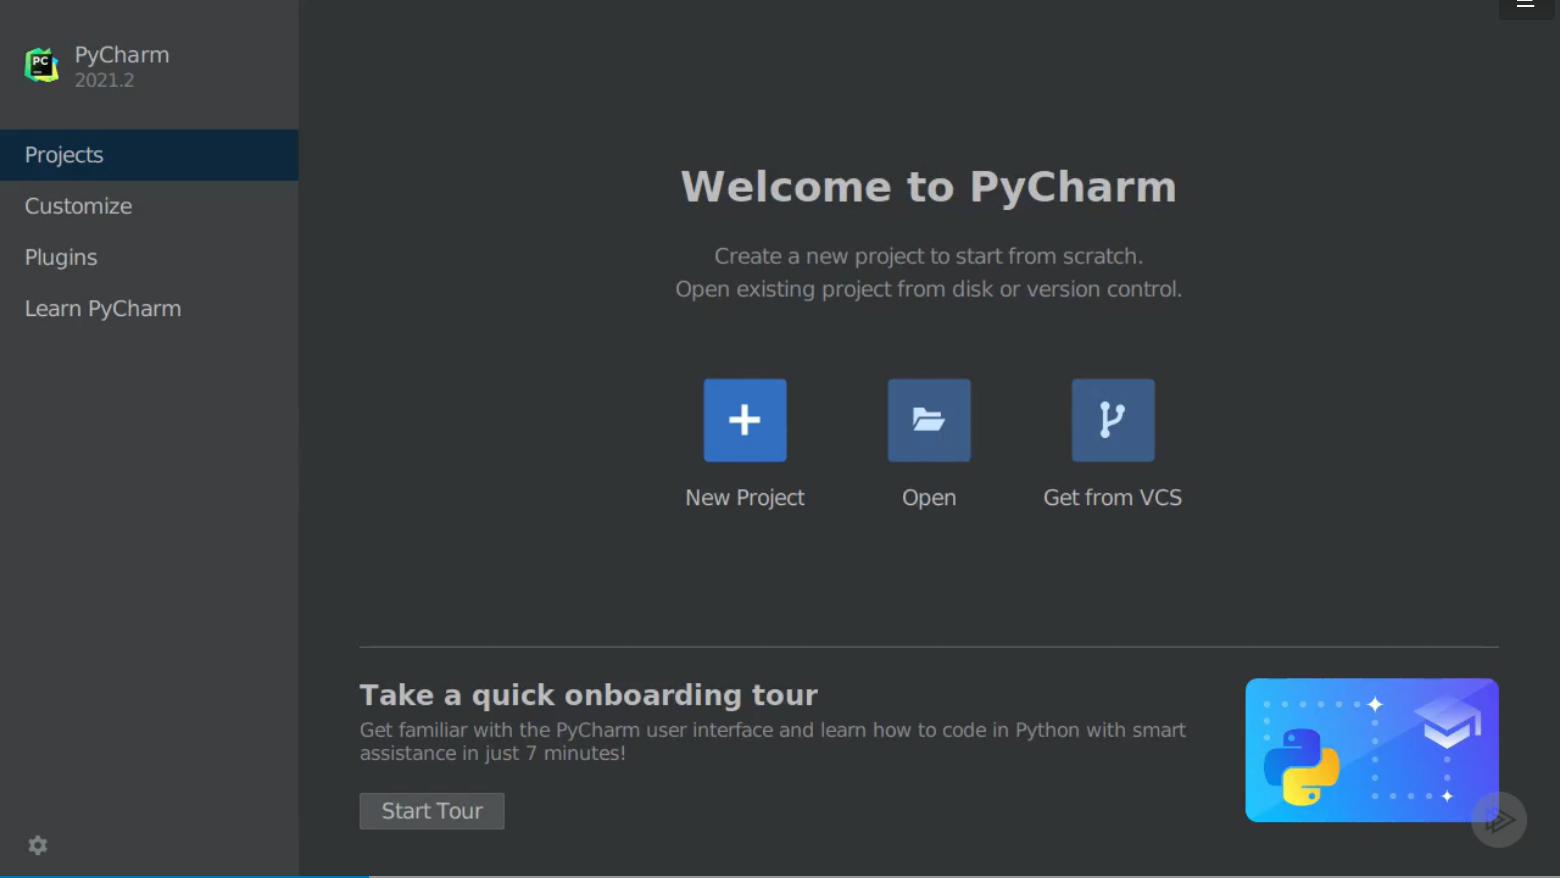 PyCharm
2021.2
Projects
Customize
Plugins
Learn PyCharm
Welcome to PyCharm
Create a new project to start from scratch.
Open existing project from disk or version control.
New Project
Open
Get from VCS
Take a quick onboarding tour
Get familiar with the PyCharm user interface and learn how to code in Python with smart
assistance in just 7 minutes!
Start Tour
PC